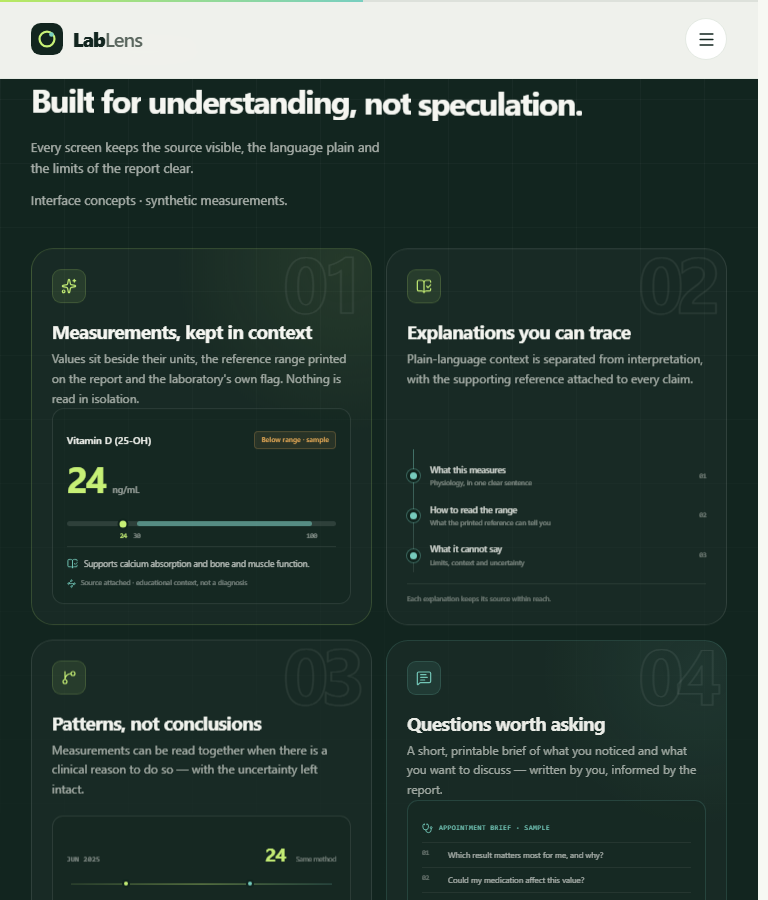 LabLens
Built for understanding, not speculation.
Every screen keeps the source visible, the language plain and
the limits of the report clear.
Interface concepts · synthetic measurements.
01
Measurements, kept in context
Values sit beside their units, the reference range printed
on the report and the laboratory's own flag. Nothing is
read in isolation.
Vitamin D (25-OH)
Below range · sample
24 ng/mL
24 30 100
Supports calcium absorption and bone and muscle function.
Source attached · educational context, not a diagnosis
02
Explanations you can trace
Plain-language context is separated from interpretation,
with the supporting reference attached to every claim.
What this measures
Physiology, in one clear sentence
01
How to read the range
What the printed reference can tell you
02
What it cannot say
Limits, context and uncertainty
03
Each explanation keeps its source within reach.
03
Patterns, not conclusions
Measurements can be read together when there is a
clinical reason to do so — with the uncertainty left
intact.
JUN 2025
24 Same method
04
Questions worth asking
A short, printable brief of what you noticed and what
you want to discuss — written by you, informed by the
report.
APPOINTMENT BRIEF · SAMPLE
01 Which result matters most for me, and why?
02 Could my medication affect this value?